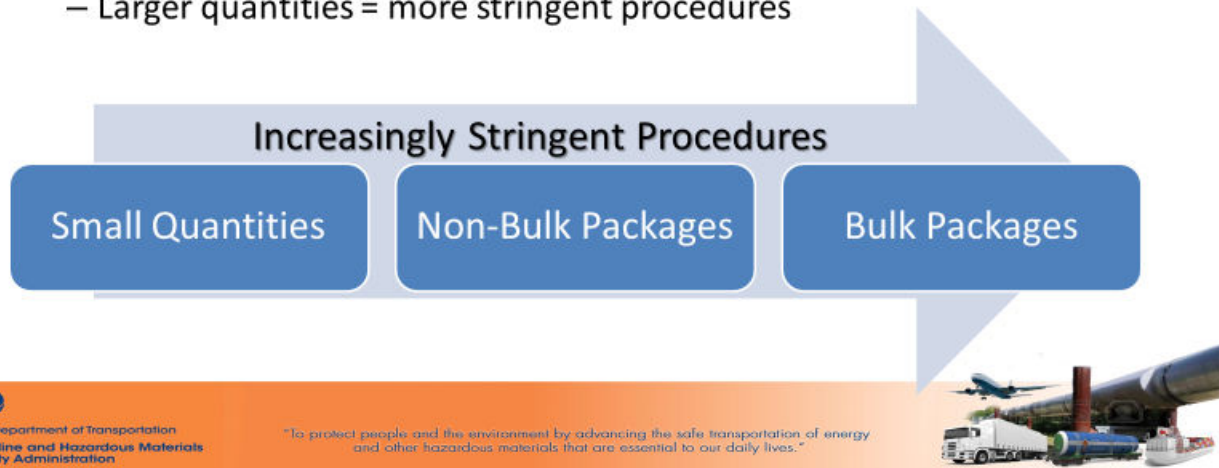 – Larger quantities = more stringent procedures
Increasingly Stringent Procedures
Small Quantities
Non-Bulk Packages
Bulk Packages
epartment of Transportation
line and Hazardous Materials
ty Administration
"To protect people and the environment by advancing the safe transportation of energy
and other hazardous materials that are essential to our daily lives."